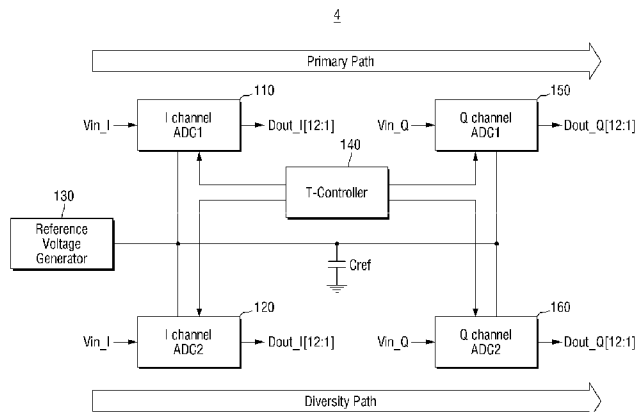 4
Primary Path
110
150
Vin_I
I channel
ADC1
Dout_I[12:1]
Vin_Q
Q channel
ADC1
Dout_Q[12:1]
140
T-Controller
130
Reference
Voltage
Generator
Cref
120
160
Vin_I
I channel
ADC2
Dout_I[12:1]
Vin_Q
Q channel
ADC2
Dout_Q[12:1]
Diversity Path